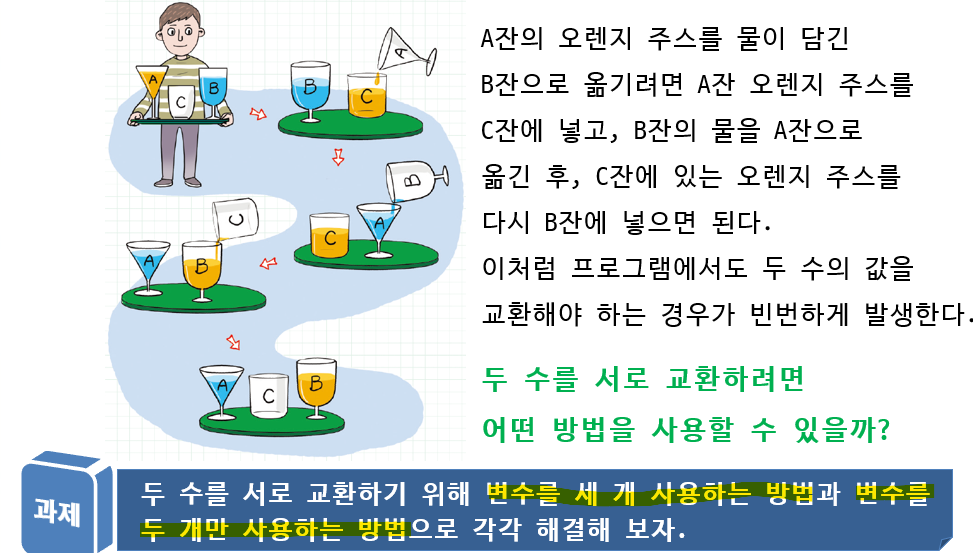 A잔의 오렌지 주스를 물이 담긴
B잔으로 옮기려면 A잔 오렌지 주스를
C잔에 넣고, B잔의 물을 A잔으로
옮긴 후, C잔에 있는 오렌지 주스를
다시 B잔에 넣으면 된다.
이처럼 프로그램에서도 두 수의 값을
교환해야 하는 경우가 빈번하게 발생한다.
두 수를 서로 교환하려면
어떤 방법을 사용할 수 있을까?
A C B
B C A
B
C A
C
A B
A C B
과제
두 수를 서로 교환하기 위해 변수를 세 개 사용하는 방법과 변수를
두 개만 사용하는 방법으로 각각 해결해 보자.